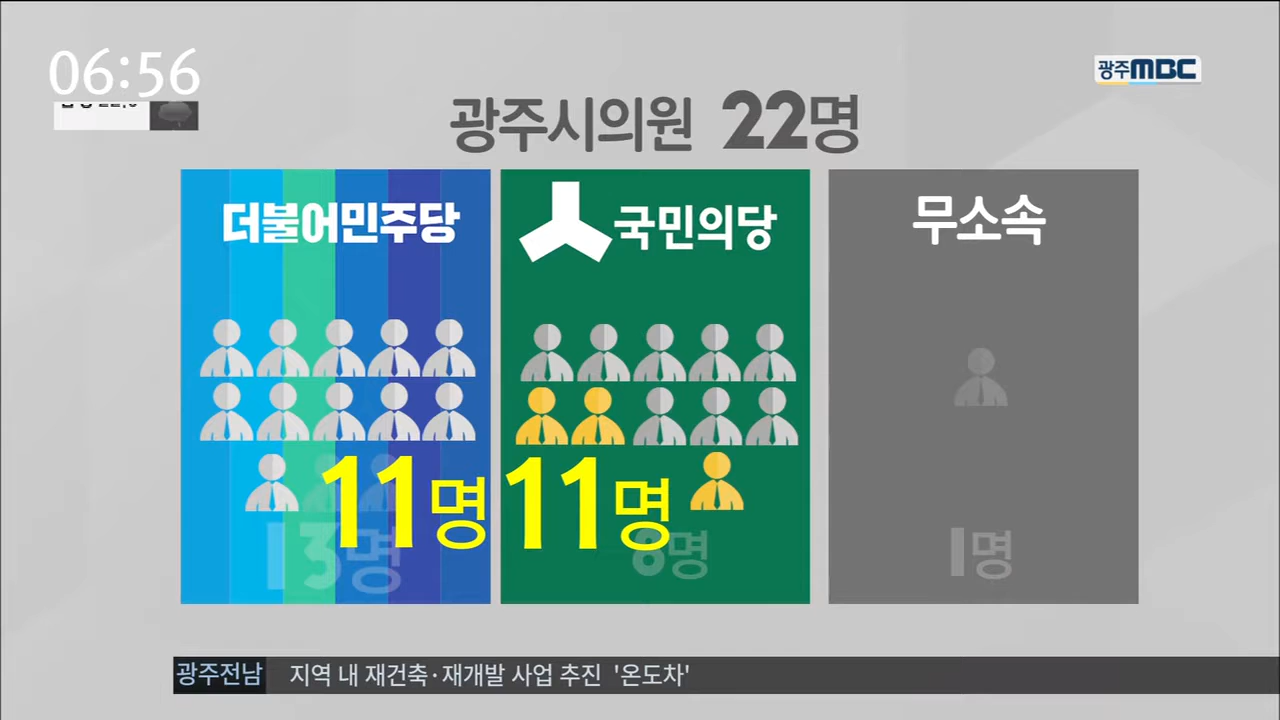 06:56
광주MBC
광주시의원 22명
더불어민주당
국민의당
무소속
11명
11명
13명
8명
1명
광주전남 지역 내 재건축·재개발 사업 추진 '온도차'